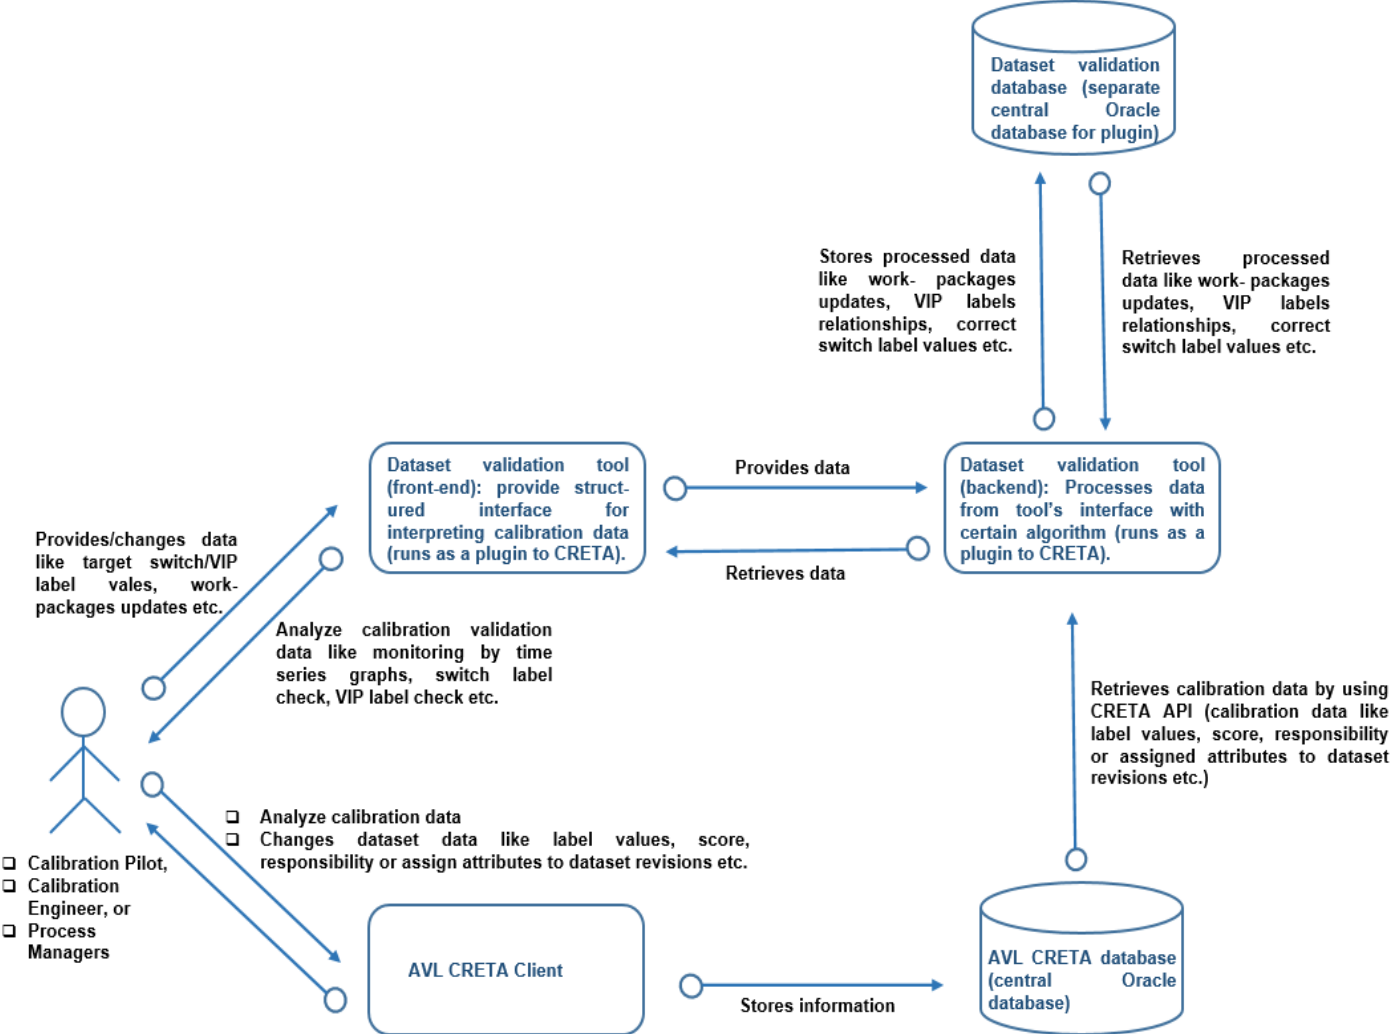 Dataset validation
database (separate
central Oracle
database for plugin)
Stores processed data
like work- packages
updates, VIP labels
relationships, correct
switch label values etc.
Retrieves processed
data like work- packages
updates, VIP labels
relationships, correct
switch label values etc.
Dataset validation tool
(front-end): provide struct-
ured interface for
interpreting calibration data
(runs as a plugin to CRETA).
Provides data
Retrieves data
Dataset validation tool
(backend): Processes data
from tool's interface with
certain algorithm (runs as a
plugin to CRETA).
Provides/changes data
like target switch/VIP
label vales, work-
packages updates etc.
Analyze calibration validation
data like monitoring by time
series graphs, switch label
check, VIP label check etc.
Retrieves calibration data by using
CRETA API (calibration data like
label values, score, responsibility
or assigned attributes to dataset
revisions etc.)
❑ Analyze calibration data
❑ Changes dataset data like label values, score,
responsibility or assign attributes to dataset revisions etc.
❑ Calibration Pilot,
❑ Calibration
Engineer, or
❑ Process
Managers
AVL CRETA Client
Stores information
AVL CRETA database
(central Oracle
database)